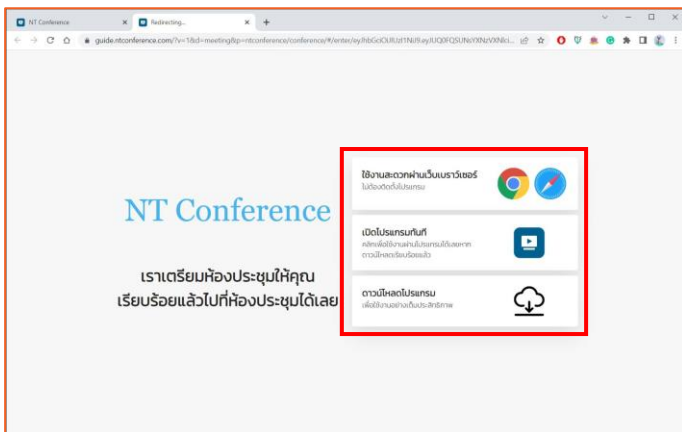 NT Conference
Redirecting...
ใช้งานสะดวกผ่านเว็บเบราว์เซอร์
ไม่ต้องติดตั้งโปรแกรม
NT Conference
เปิดโปรแกรมทันที
คลิกเพื่อใช้งานผ่านโปรแกรมได้เลยหาก
ดาวน์โหลดเรียบร้อยแล้ว
เราเตรียมห้องประชุมให้คุณ
เรียบร้อยแล้วไปที่ห้องประชุมได้เลย
ดาวน์โหลดโปรแกรม
เพื่อใช้งานอย่างเต็มประสิทธิภาพ